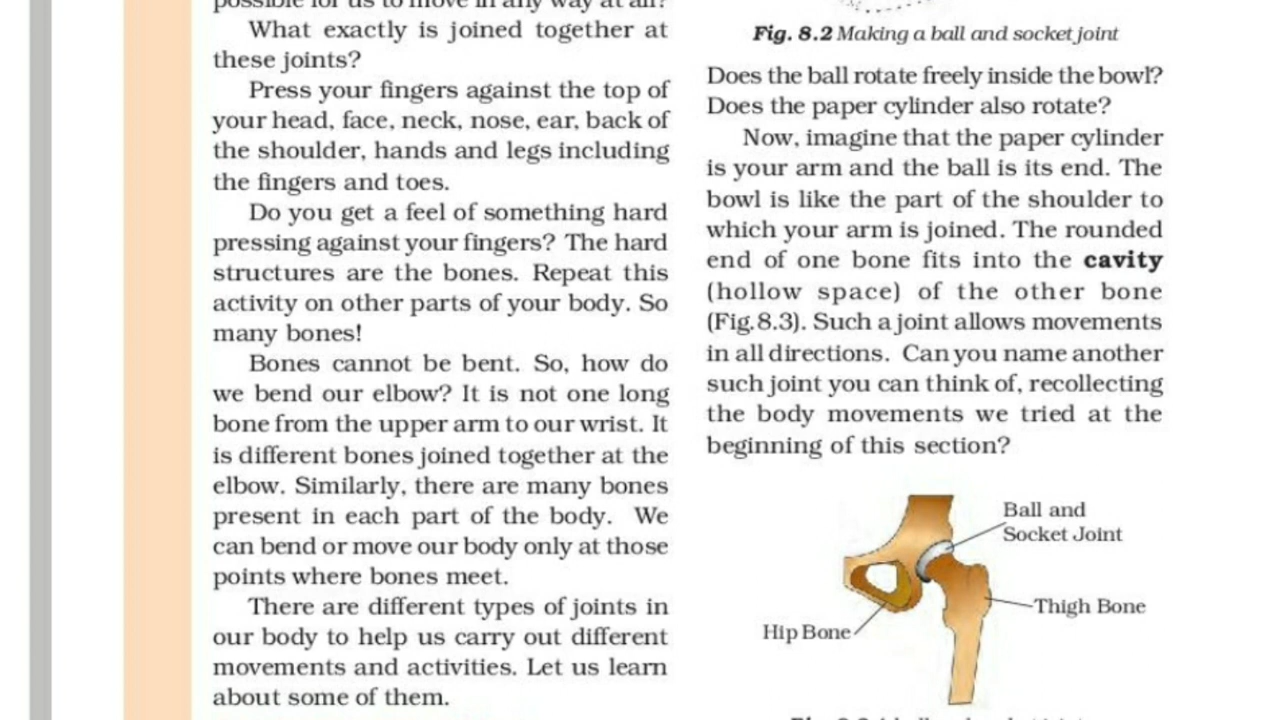 possible for us to move in any way at all?
What exactly is joined together at
these joints?
Press your fingers against the top of
your head, face, neck, nose, ear, back of
the shoulder, hands and legs including
the fingers and toes.
Do you get a feel of something hard
pressing against your fingers? The hard
structures are the bones. Repeat this
activity on other parts of your body. So
many bones!
Bones cannot be bent. So, how do
we bend our elbow? It is not one long
bone from the upper arm to our wrist. It
is different bones joined together at the
elbow. Similarly, there are many bones
present in each part of the body. We
can bend or move our body only at those
points where bones meet.
There are different types of joints in
our body to help us carry out different
movements and activities. Let us learn
about some of them.
Fig. 8.2 Making a ball and socket joint
Does the ball rotate freely inside the bowl?
Does the paper cylinder also rotate?
Now, imagine that the paper cylinder
is your arm and the ball is its end. The
bowl is like the part of the shoulder to
which your arm is joined. The rounded
end of one bone fits into the cavity
(hollow space) of the other bone
(Fig.8.3). Such a joint allows movements
in all directions. Can you name another
such joint you can think of, recollecting
the body movements we tried at the
beginning of this section?
Ball and
Socket Joint
Thigh Bone
Hip Bone